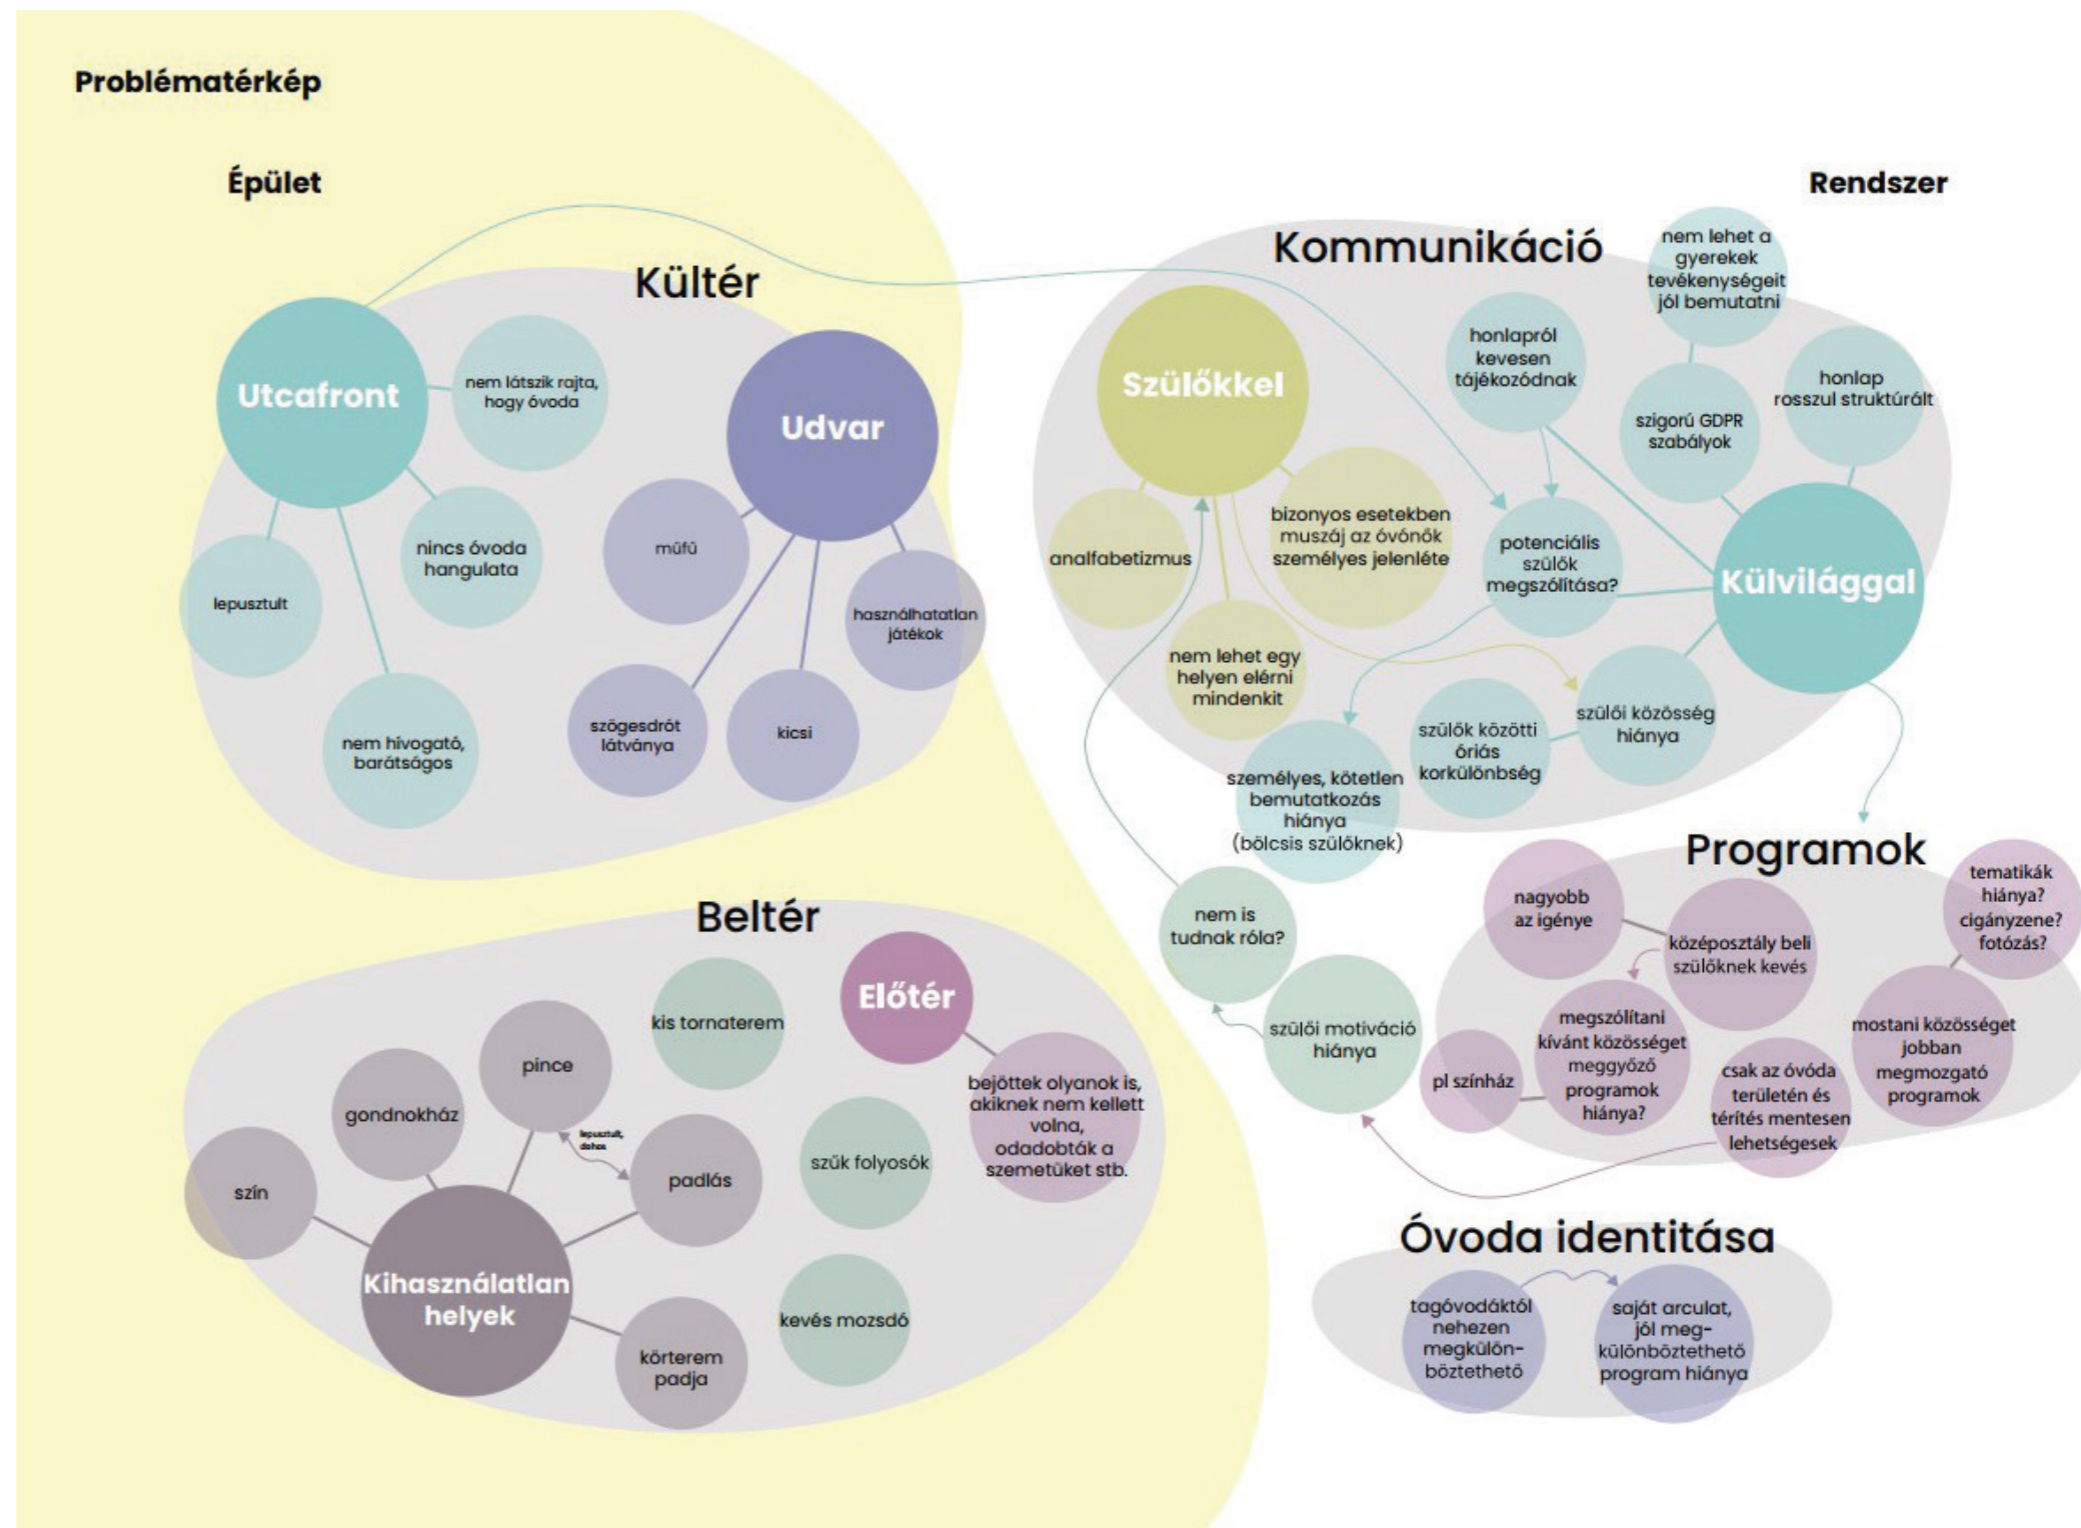 Problématérkép
Épület
Kültér
Utcafront
nem látszik rajta,
hogy óvoda
nincs óvoda
hangulata
lepusztult
nem hívogató,
barátságos
Udvar
műfű
használhatatlan
játékok
szögesdrót
látványa
kicsi
Beltér
Előtér
bejöttek olyanok is,
akiknek nem kellett
volna,
odadobták a
szemetüket stb.
kis tornaterem
szűk folyosók
kevés mozsdó
pince
gondnokház
szín
lepusztult,
dohos
padlás
Kihasználatlan
helyek
körterem
padja
Rendszer
Kommunikáció
Szülőkkel
analfabetizmus
bizonyos esetekben
muszáj az óvónők
személyes jelenléte
nem lehet egy
helyen elérni
mindenkit
honlapról
kevesen
tájékozódnak
nem lehet a
gyerekek
tevékenységeit
jól bemutatni
szigorú GDPR
szabályok
honlap
rosszul struktúrált
Külvilággal
potenciális
szülők
megszólítása?
szülői közösség
hiánya
szülők közötti
óriás
korkülönbség
személyes, kötetlen
bemutatkozás
hiánya
(bölcsis szülőknek)
nem is
tudnak róla?
szülői motiváció
hiánya
Programok
nagyobb
az igénye
középosztály beli
szülőknek kevés
tematikák
hiánya?
cigányzene?
fotózás?
megszólítani
kívánt közösséget
meggyőző
programok
hiánya?
pl színház
csak az óvóda
területén és
térítés mentesen
lehetségesek
mostani közösséget
jobban
megmozgató
programok
Óvoda identitása
tagóvodáktól
nehezen
megkülön-
böztethető
saját arculat,
jól meg-
különböztethető
program hiánya